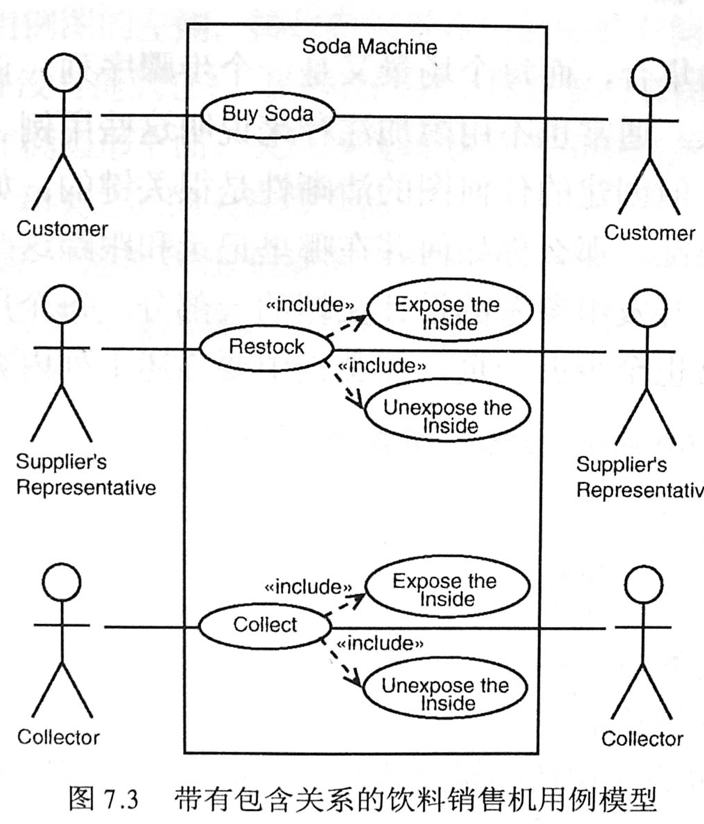 Soda Machine
Buy Soda
Customer
Customer
«include»
Expose the
Inside
Restock
«include»
Unexpose the
Inside
Supplier's
Representative
Supplier's
Representativ
«include»
Expose the
Inside
Collect
«include»
Unexpose the
Inside
Collector
Collector
图 7.3 带有包含关系的饮料销售机用例模型